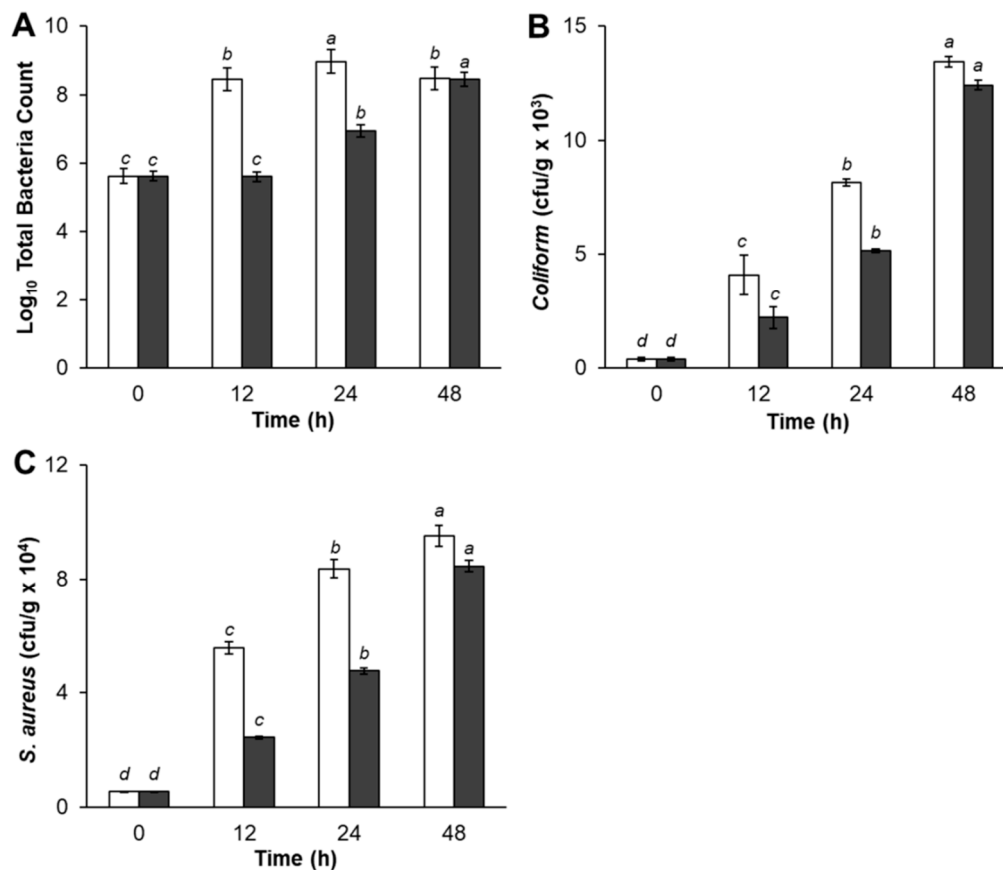 A
Log₁₀ Total Bacteria Count
10
8
6
4
2
0
c c
b c
a b
b a
0 12 24 48
Time (h)
B
Coliform (cfu/g x 10³)
15
10
5
0
d d
c c
b b
a a
0 12 24 48
Time (h)
C
S. aureus (cfu/g x 10⁴)
12
8
4
0
d d
c c
b b
a a
0 12 24 48
Time (h)